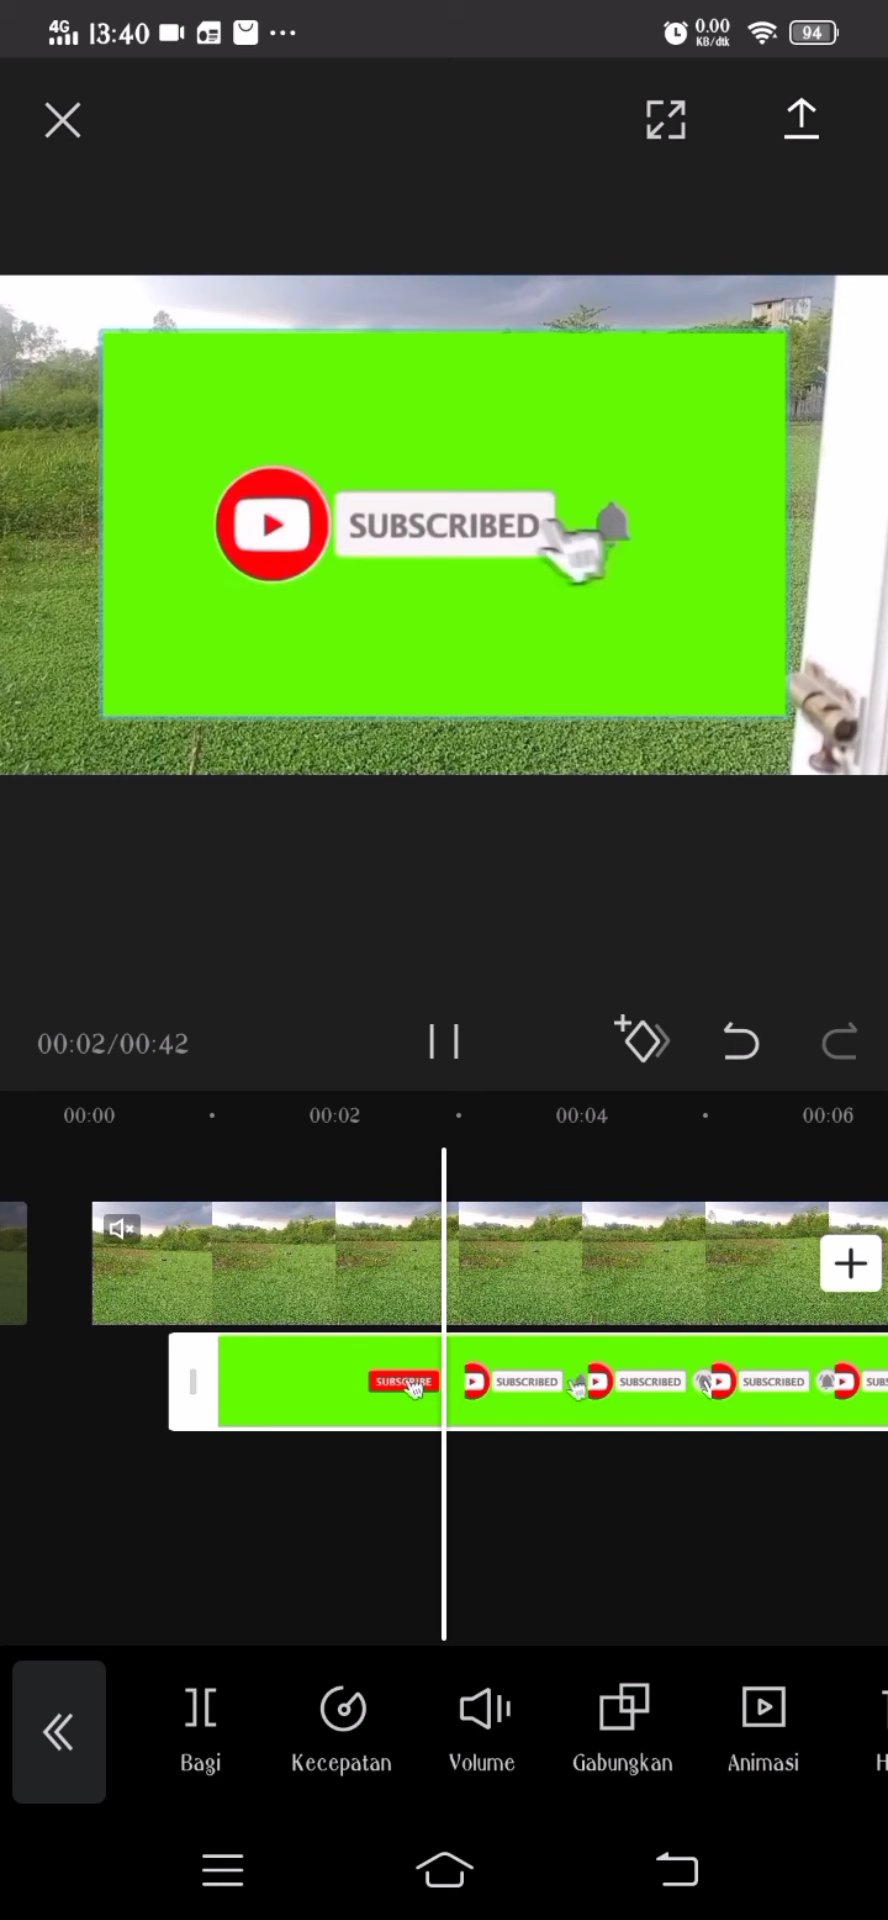 4G 13:40 0.00 KB/dtk 94
SUBSCRIBED
00:02/00:42
00:00 00:02 00:04 00:06
SUBSCRIBE SUBSCRIBED SUBSCRIBED SUBSCRIBED SUBS
Bagi Kecepatan Volume Gabungkan Animasi H